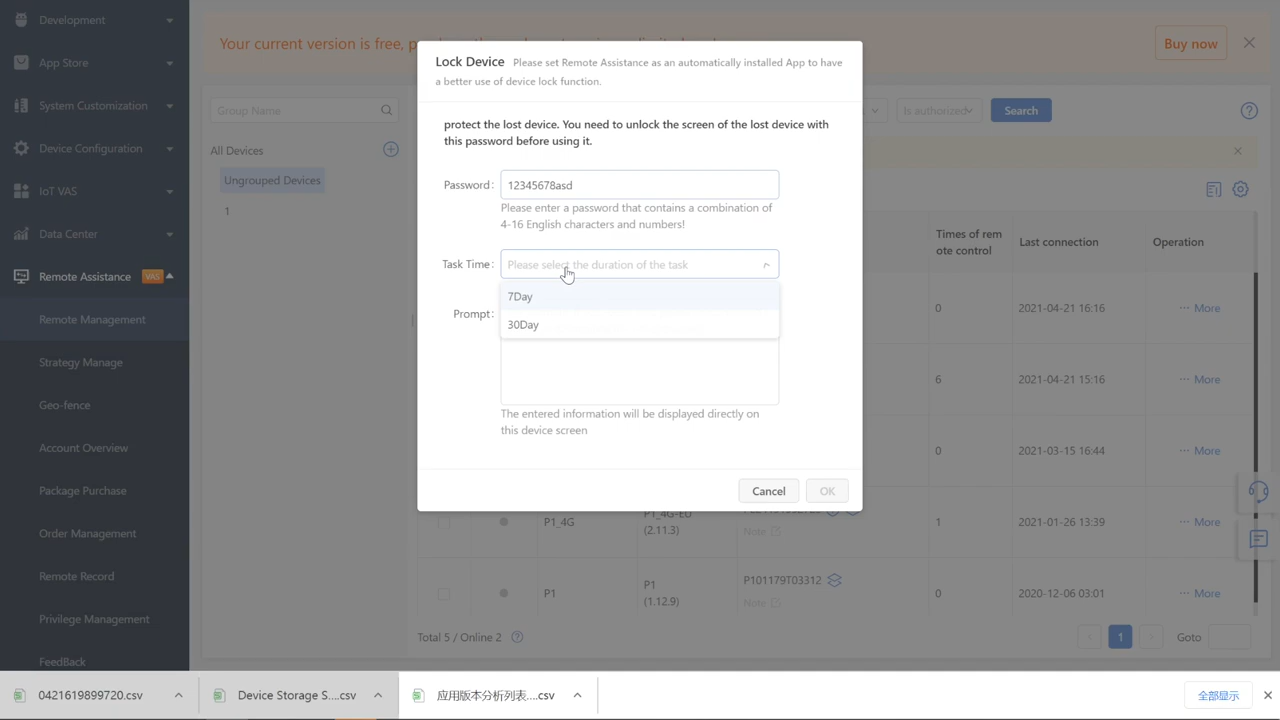 Development
App Store
System Customization
Device Configuration
IoT VAS
Data Center
Remote Assistance VAS
Remote Management
Strategy Manage
Geo-fence
Account Overview
Package Purchase
Order Management
Remote Record
Privilege Management
FeedBack
Your current version is free,
Buy now
Group Name
Is authorized
Search
All Devices
Ungrouped Devices
1
Lock Device Please set Remote Assistance as an automatically installed App to have
a better use of device lock function.
protect the lost device. You need to unlock the screen of the lost device with
this password before using it.
Password: 12345678asd
Please enter a password that contains a combination of
4-16 English characters and numbers!
Task Time: Please select the duration of the task
7Day
30Day
Prompt:
The entered information will be displayed directly on
this device screen
Cancel
OK
Times of rem
ote control
Last connection
Operation
0 2021-04-21 16:16 ··· More
6 2021-04-21 15:16 ··· More
0 2021-03-15 16:44 ··· More
P1_4G P1_4G-EU
(2.11.3)
Note
1 2021-01-26 13:39 ··· More
P1 P1
(1.12.9)
P101179T03312
Note
0 2020-12-06 03:01 ··· More
Total 5 / Online 2
< 1 > Goto
0421619899720.csv
Device Storage S....csv
应用版本分析列表....csv
全部显示